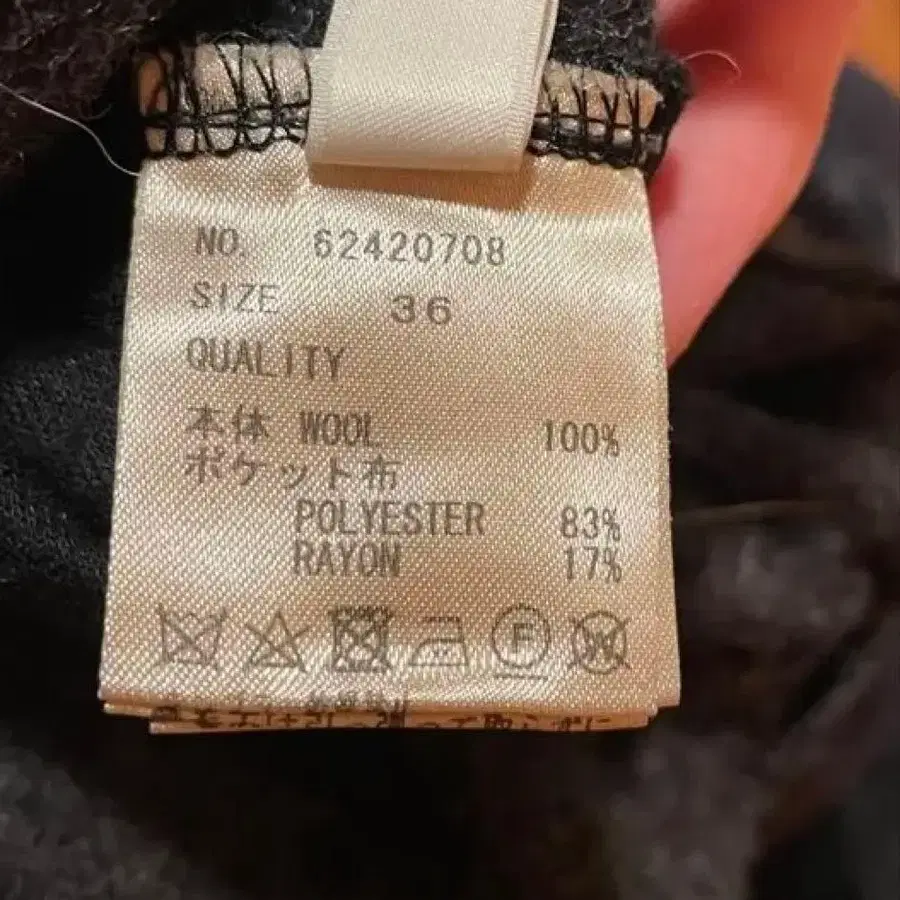 NO. 62420708
SIZE 36
QUALITY
本体 WOOL 100%
ポケット布
POLYESTER 83%
RAYON 17%
F W